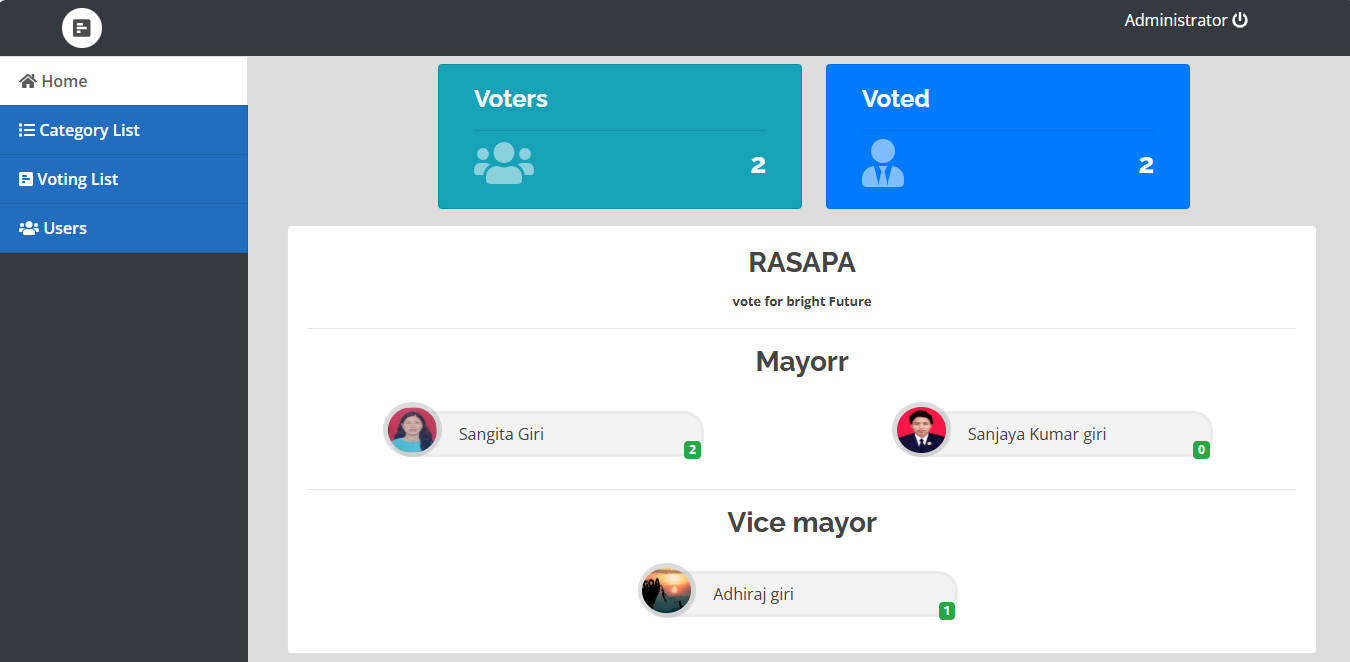 Administrator
Home
Category List
Voting List
Users
Voters
2
Voted
2
RASAPA
vote for bright Future
Mayorr
Sangita Giri
2
Sanjaya Kumar giri
0
Vice mayor
GOA
Adhiraj giri
1